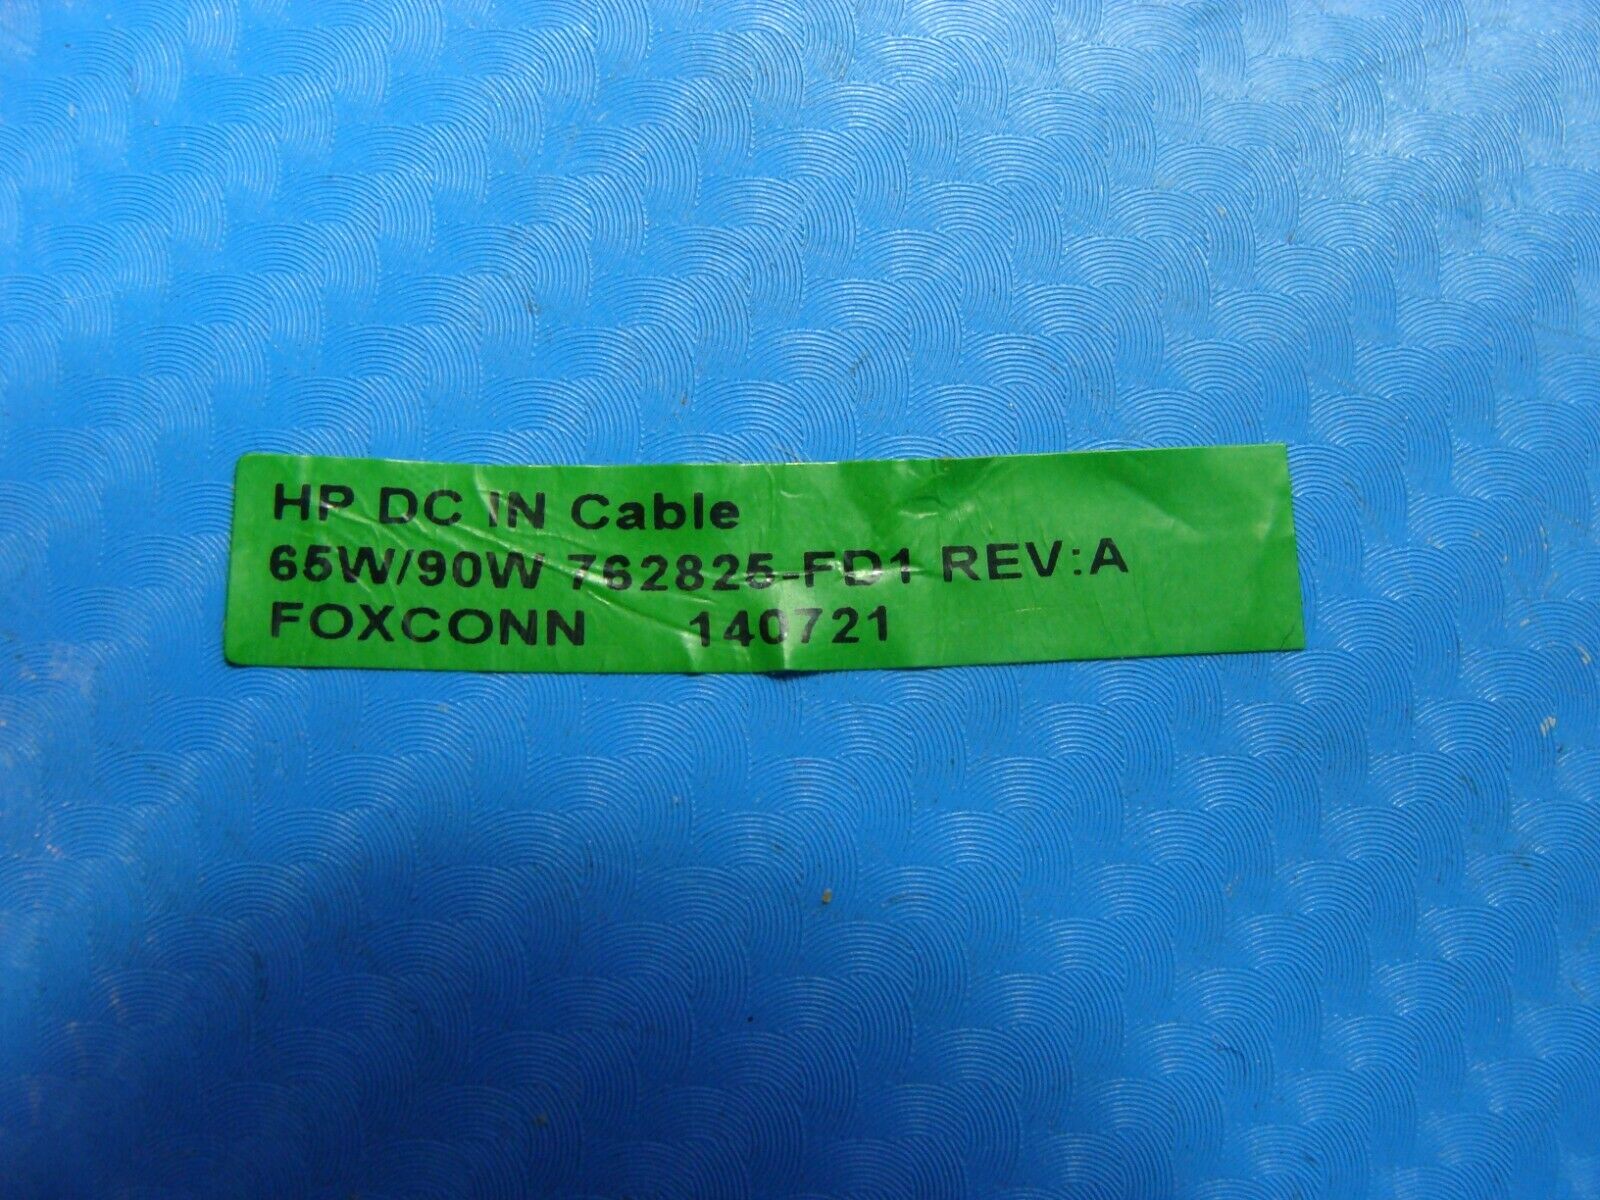 HP DC IN Cable
65W/90W 762825-FD1 REV:A
FOXCONN 140721